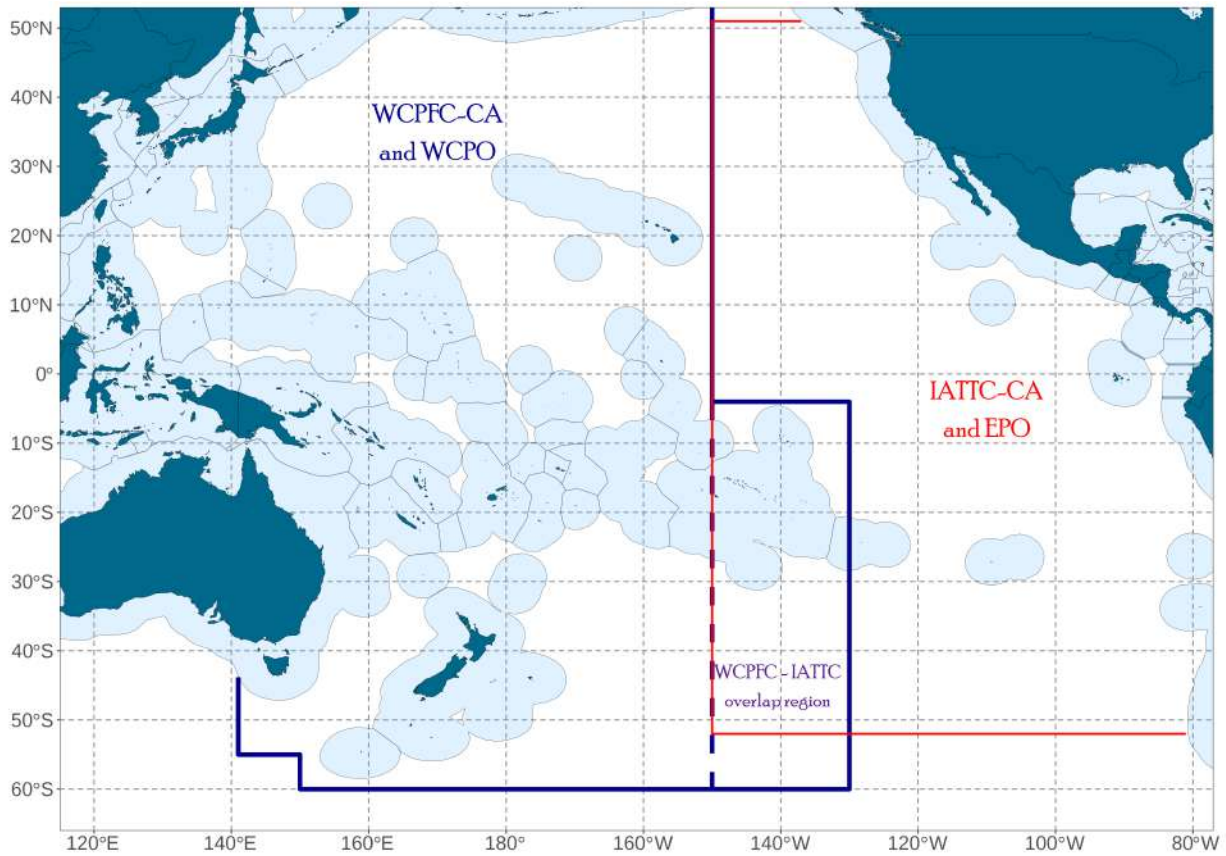 50°N
40°N
30°N
20°N
10°N
0°
10°S
20°S
30°S
40°S
50°S
60°S
WCPFC-CA
and WCPO
IATTC-CA
and EPO
WCPFC - IATTC
overlap region
120°E
140°E
160°E
180°
160°W
140°W
120°W
100°W
80°W